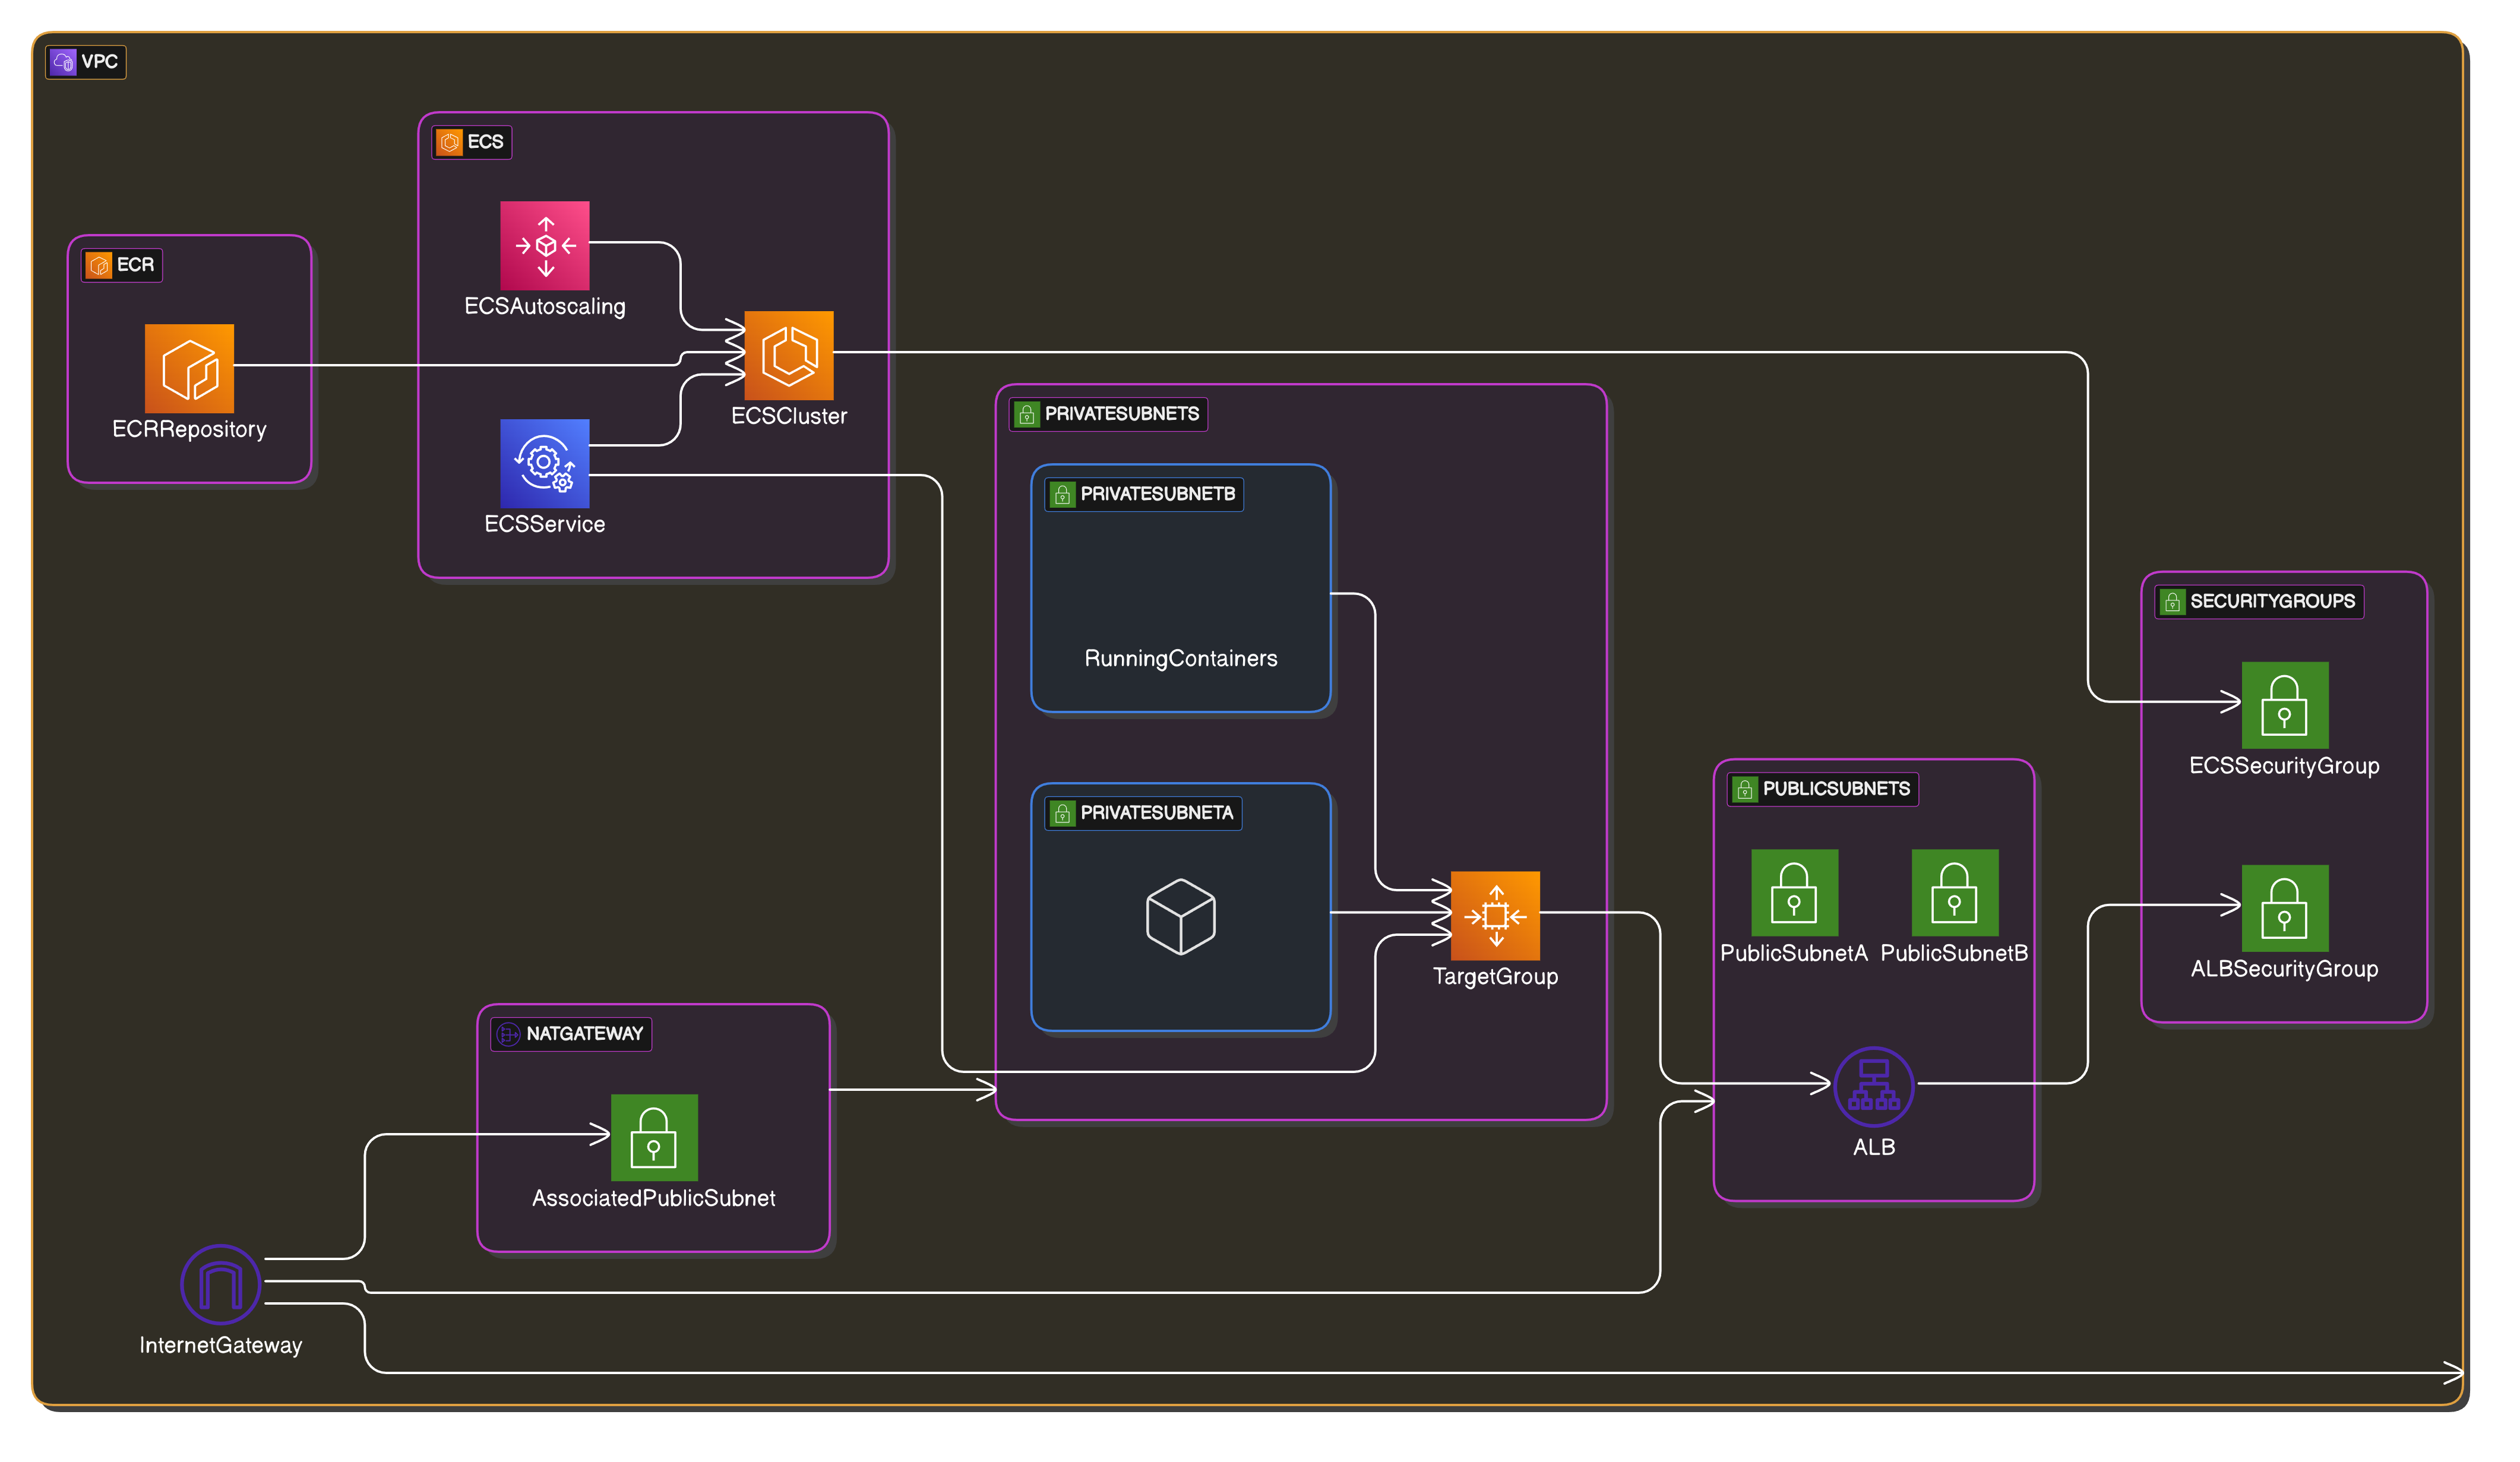 VPC
ECS
ECSAutoscaling
ECR
ECRRepository
ECSCluster
ECSService
PRIVATESUBNETS
PRIVATESUBNETB
RunningContainers
PRIVATESUBNETA
TargetGroup
SECURITYGROUPS
ECSSecurityGroup
ALBSecurityGroup
PUBLICSUBNETS
PublicSubnetA
PublicSubnetB
ALB
NATGATEWAY
AssociatedPublicSubnet
InternetGateway